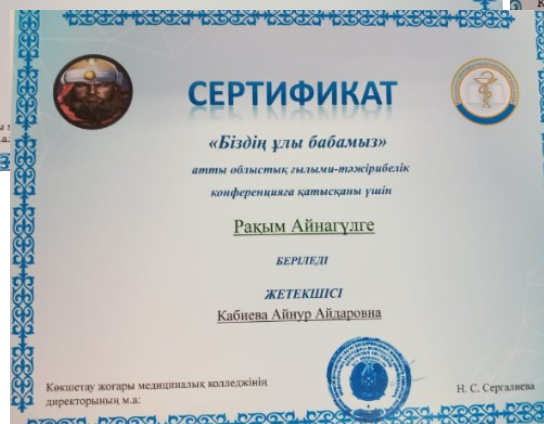 СЕРТИФИКАТ
«Біздің ұлы бабамыз»
атты облыстық ғылыми-тәжірибелік
конференцияға қатысқаны үшін
Рақым Айнагүлге
БЕРІЛЕДІ
ЖЕТЕКШІСІ
Кабиева Айнур Айдаровна
Көкшетау жоғары медициналық колледжінің
директорының м.а:
Н. С. Сергалиева